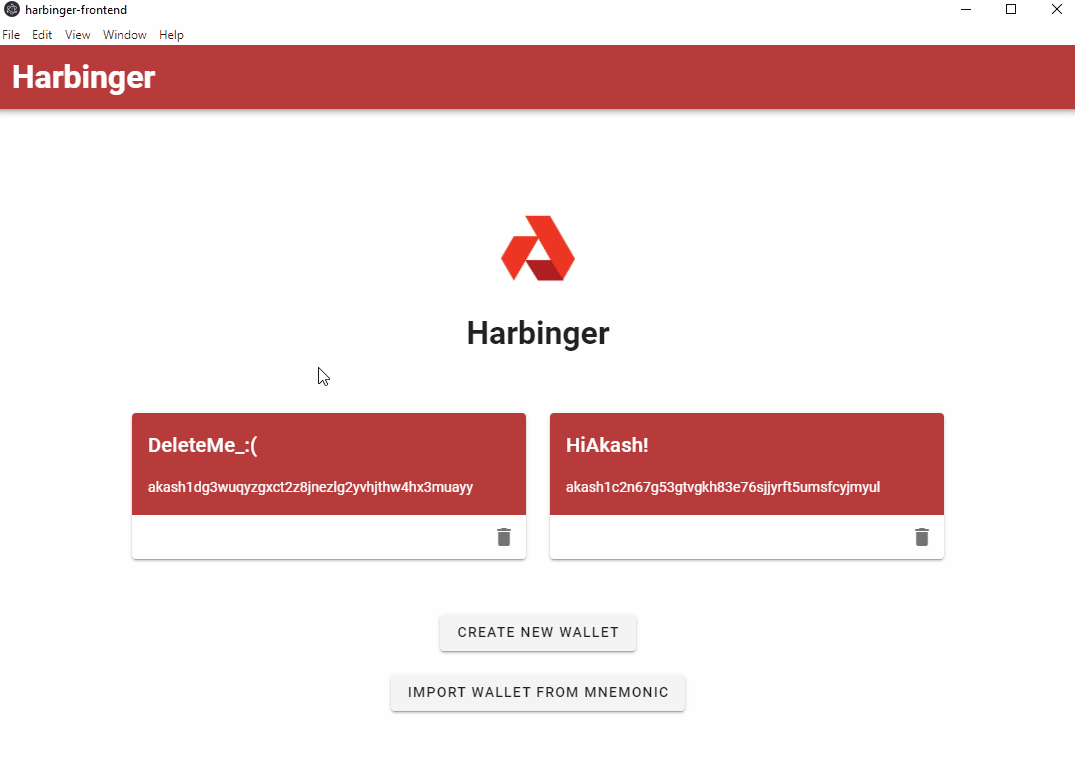 harbinger-frontend
File Edit View Window Help
Harbinger
Harbinger
DeleteMe_:(
akash1dg3wuqyzgxct2z8jnezlg2yvhjthw4hx3muayy
HiAkash!
akash1c2n67g53gtvgkh83e76sjjyrft5umsfcyjmyul
CREATE NEW WALLET
IMPORT WALLET FROM MNEMONIC